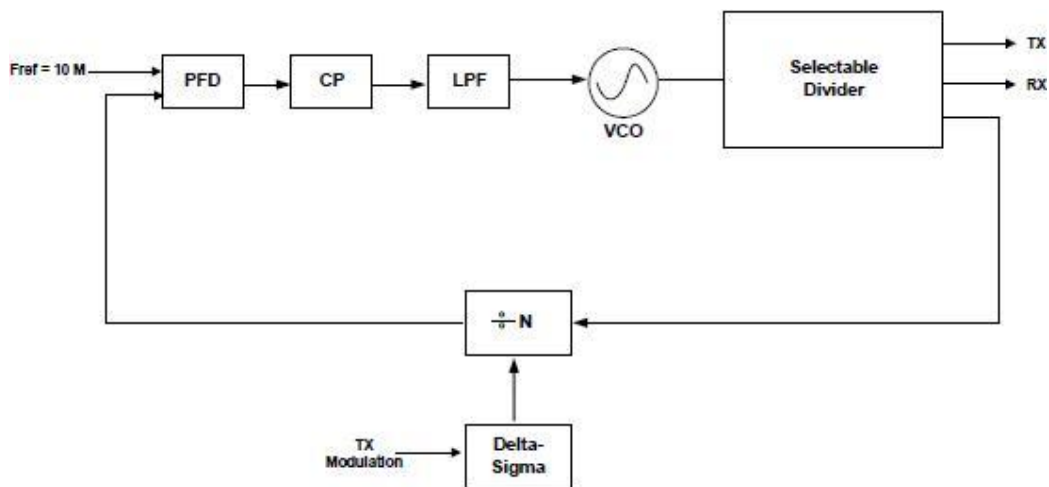 Fref = 10 M
PFD
CP
LPF
VCO
Selectable
Divider
TX
RX
÷ N
TX
Modulation
Delta-
Sigma